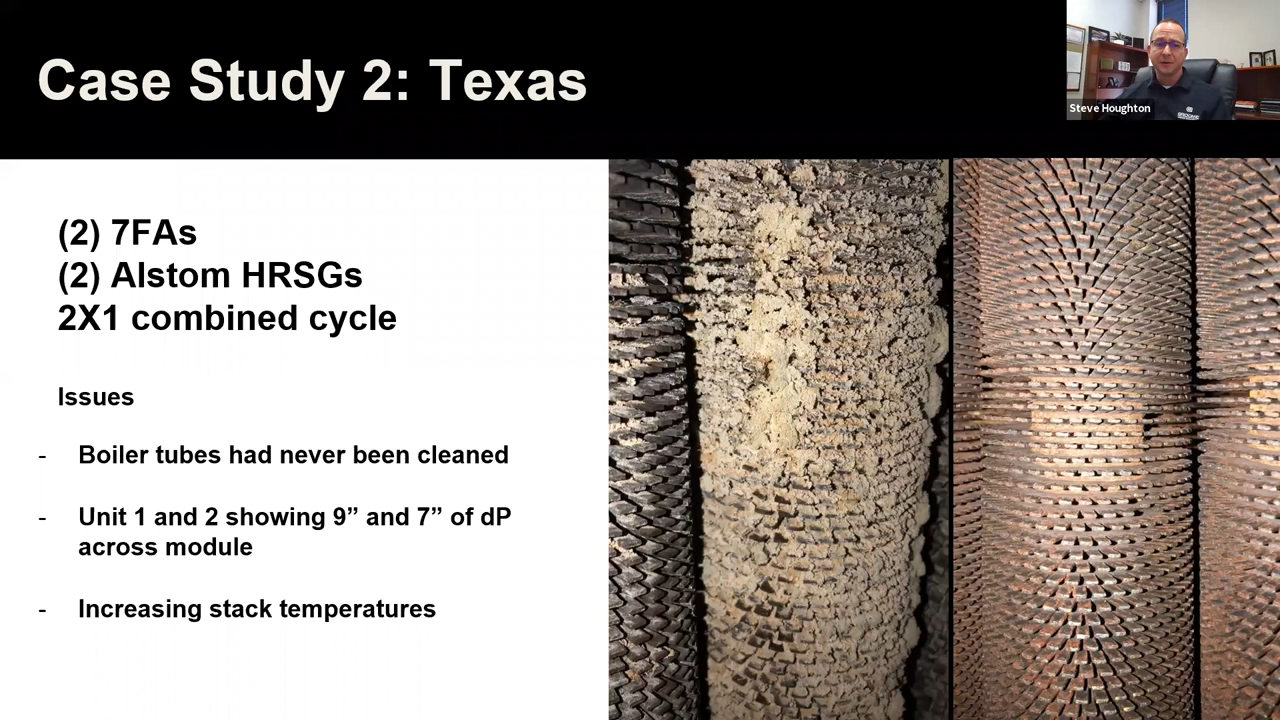 Case Study 2: Texas
Steve Houghton
(2) 7FAs
(2) Alstom HRSGs
2X1 combined cycle
Issues
- Boiler tubes had never been cleaned
- Unit 1 and 2 showing 9” and 7” of dP
across module
- Increasing stack temperatures